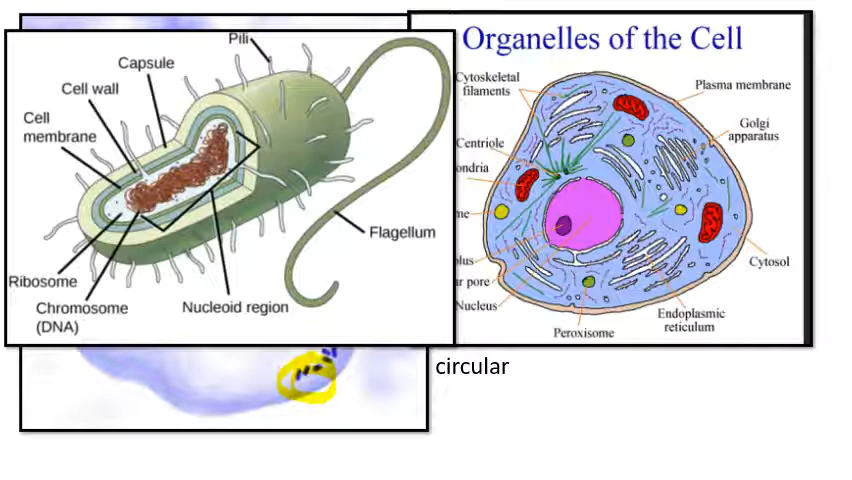 Pili
Capsule
Cell wall
Cell
membrane
Ribosome
Chromosome
(DNA)
Nucleoid region
Flagellum
Organelles of the Cell
Cytoskeletal
filaments
Plasma membrane
Golgi
apparatus
Centriole
ondria
me
lus
r pore
Nucleus
Cytosol
Endoplasmic
reticulum
Peroxisome
circular